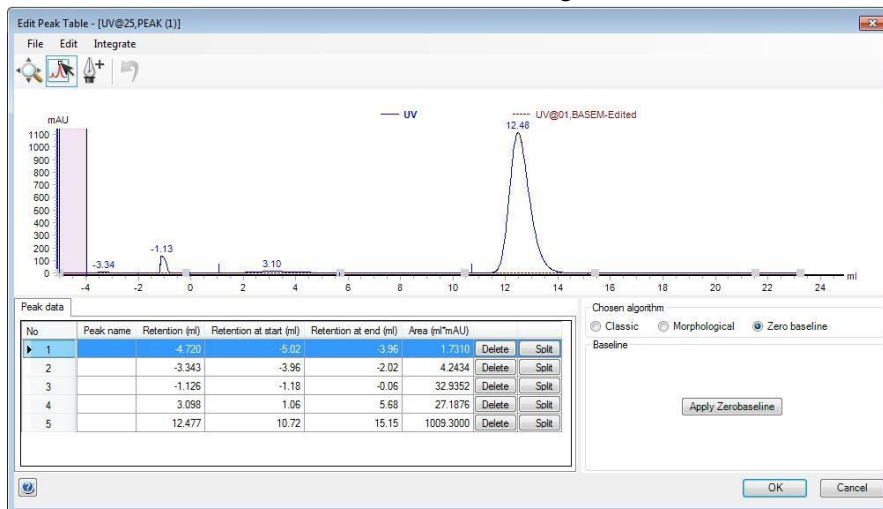 Edit Peak Table - [UV@25,PEAK (1)]
File Edit Integrate
mAU
UV
UV@01,BASEM-Edited
12.48
1100
1000
900
800
700
600
500
400
300
200
100
0
-3.34
-1.13
3.10
-4 -2 0 2 4 6 8 10 12 14 16 18 20 22 24 ml
Peak data
No Peak name Retention (ml) Retention at start (ml) Retention at end (ml) Area (ml*mAU)
1 -4.720 -5.02 -3.96 1.7310 Delete Split
2 -3.343 -3.96 -2.02 4.2434 Delete Split
3 -1.126 -1.18 -0.06 32.9352 Delete Split
4 3.098 1.06 5.68 27.1876 Delete Split
5 12.477 10.72 15.15 1009.3000 Delete Split
Chosen algorithm
Classic Morphological Zero baseline
Baseline
Apply Zerobaseline
OK Cancel